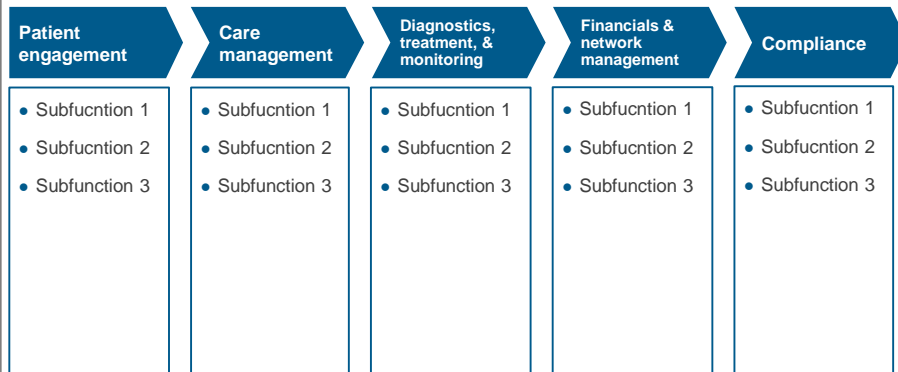 Patient
engagement
Care
management
Diagnostics,
treatment, &
monitoring
Financials &
network
management
Compliance
• Subfucntion 1
• Subfucntion 2
• Subfunction 3
• Subfucntion 1
• Subfucntion 2
• Subfunction 3
• Subfucntion 1
• Subfucntion 2
• Subfunction 3
• Subfucntion 1
• Subfucntion 2
• Subfunction 3
• Subfucntion 1
• Subfucntion 2
• Subfunction 3